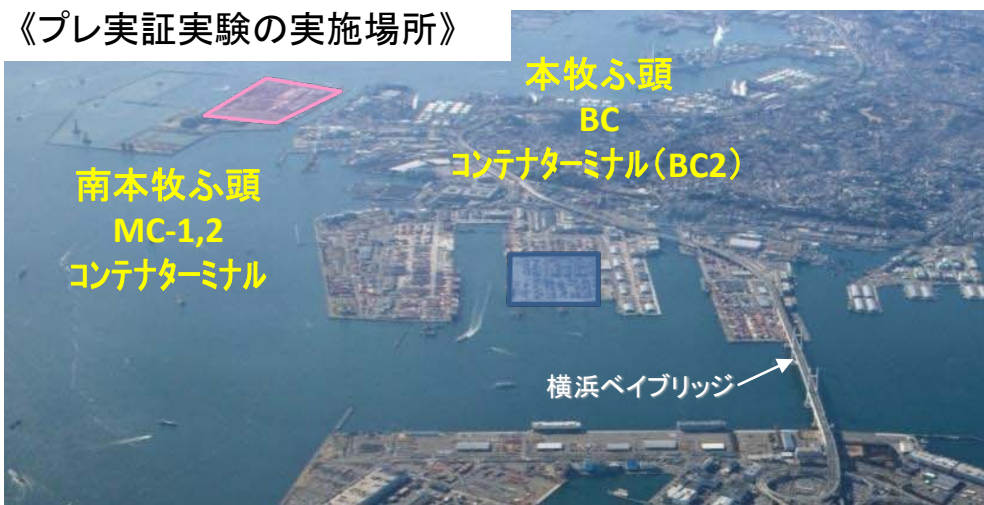 《プレ実証実験の実施場所》
本牧ふ頭
BC
コンテナターミナル（BC2）
南本牧ふ頭
MC-1,2
コンテナターミナル
横浜ベイブリッジ